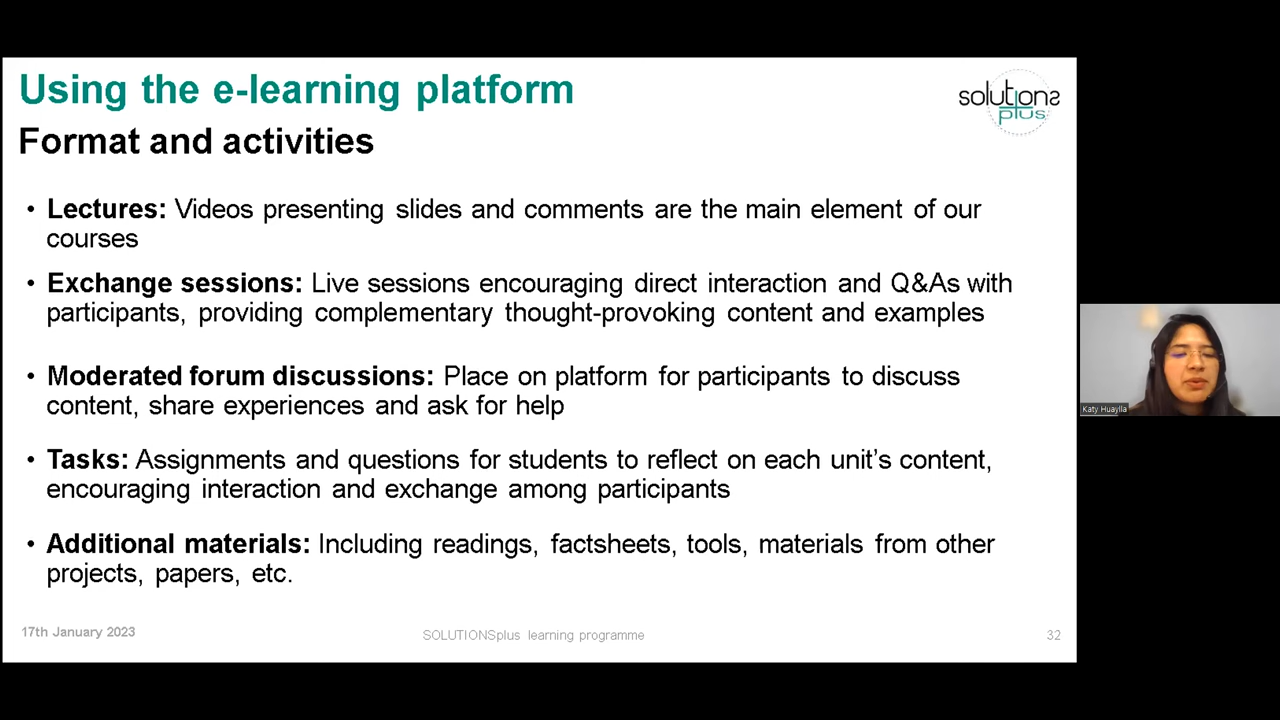 Using the e-learning platform
solutions
plus
Format and activities
• Lectures: Videos presenting slides and comments are the main element of our
courses
• Exchange sessions: Live sessions encouraging direct interaction and Q&As with
participants, providing complementary thought-provoking content and examples
• Moderated forum discussions: Place on platform for participants to discuss
content, share experiences and ask for help
• Tasks: Assignments and questions for students to reflect on each unit's content,
encouraging interaction and exchange among participants
• Additional materials: Including readings, factsheets, tools, materials from other
projects, papers, etc.
17th January 2023
SOLUTIONSplus learning programme
32
Katy Huaylla